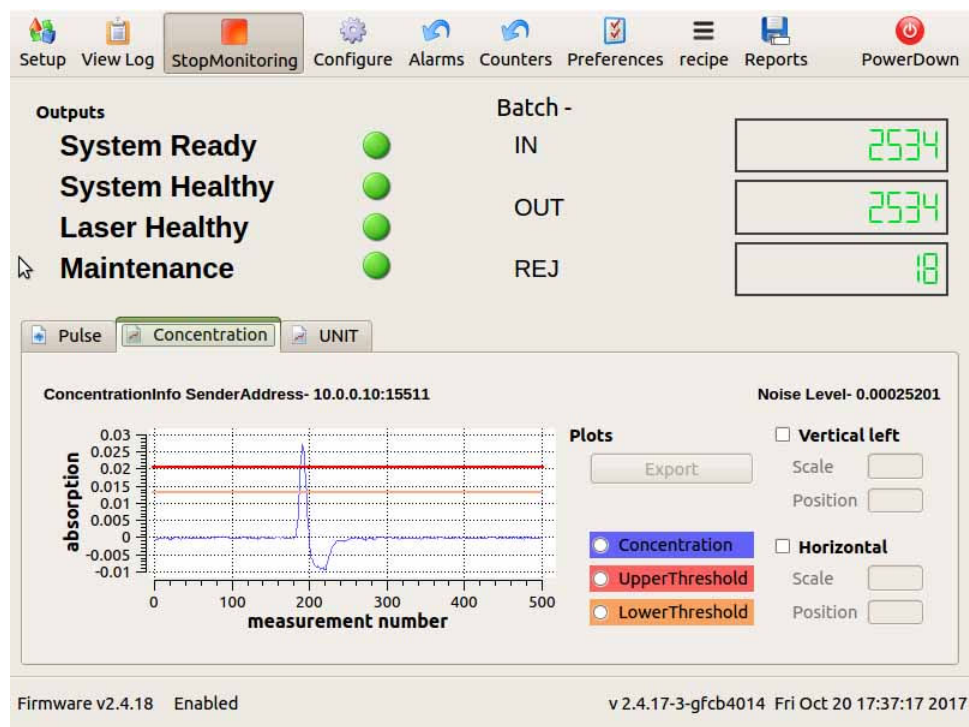 Setup View Log StopMonitoring Configure Alarms Counters Preferences recipe Reports PowerDown
Outputs
Batch -
System Ready
IN 2534
System Healthy
OUT 2534
Laser Healthy
Maintenance
REJ 18
Pulse Concentration UNIT
ConcentrationInfo SenderAddress- 10.0.0.10:15511
Noise Level- 0.00025201
absorption
0.03
0.025
0.02
0.015
0.01
0.005
0
-0.005
-0.01
0 100 200 300 400 500
measurement number
Plots
Export
Concentration
UpperThreshold
LowerThreshold
Vertical left
Scale
Position
Horizontal
Scale
Position
Firmware v2.4.18 Enabled
v 2.4.17-3-gfcb4014 Fri Oct 20 17:37:17 2017